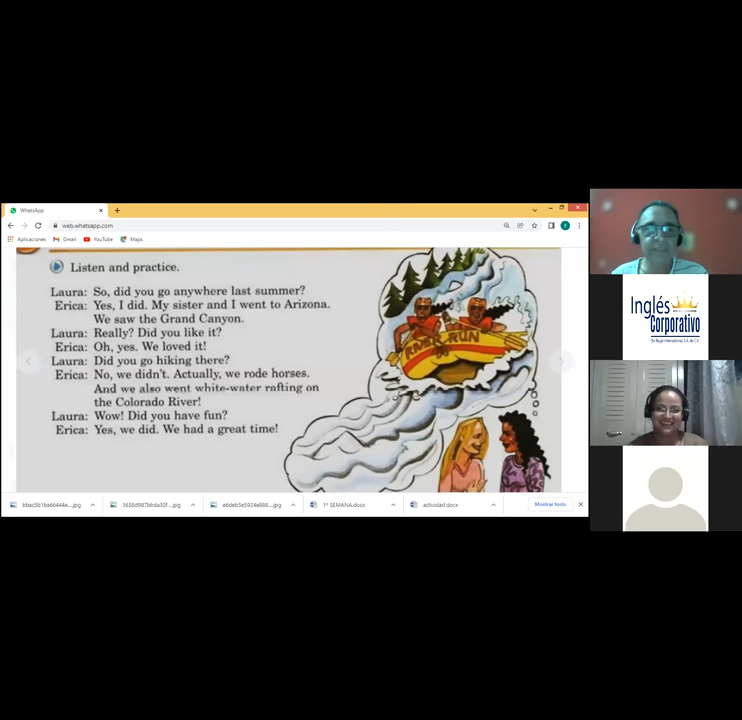 WhatsApp
web.whatsapp.com
Aplicaciones
Gmail
YouTube
Maps
Listen and practice.
Laura: So, did you go anywhere last summer?
Erica: Yes, I did. My sister and I went to Arizona.
We saw the Grand Canyon.
Laura: Really? Did you like it?
Erica: Oh, yes. We loved it!
Laura: Did you go hiking there?
Erica: No, we didn't. Actually, we rode horses.
And we also went white-water rafting on
the Colorado River!
Laura: Wow! Did you have fun?
Erica: Yes, we did. We had a great time!
RIVER RUN
1º SEMANA.docx
actividad.docx
Mostrar todo
Inglés
Corporativo